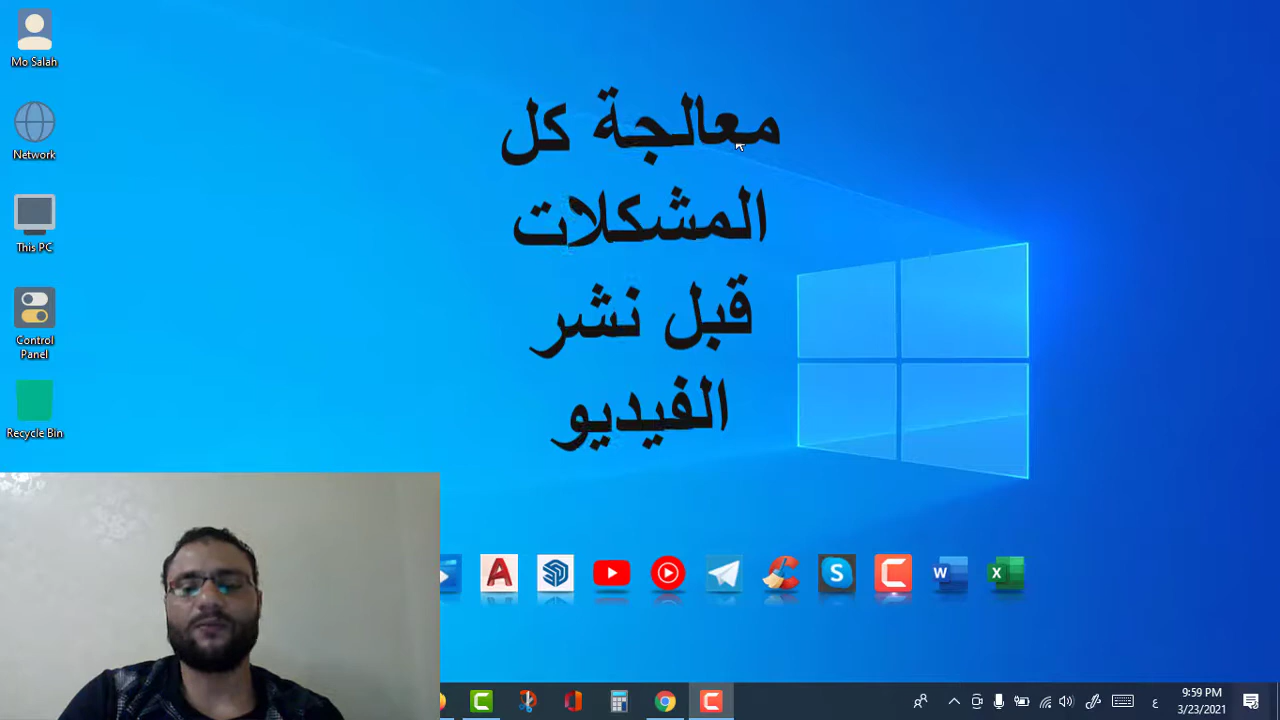 Mo Salah
Network
This PC
Control
Panel
Recycle Bin
معالجة كل
المشكلات
قبل نشر
الفيديو
ع
9:59 PM
3/23/2021